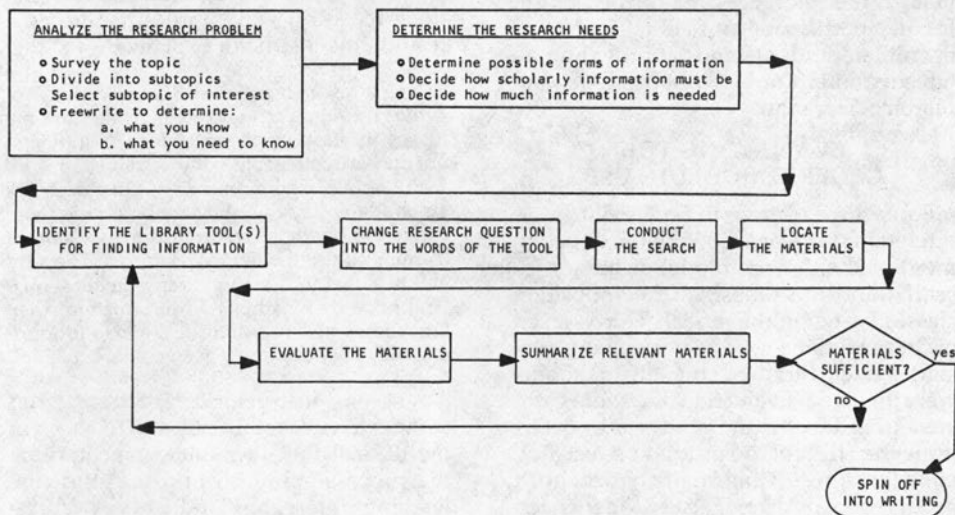 ANALYZE THE RESEARCH PROBLEM
Survey the topic
Divide into subtopics
Select subtopic of interest
Freewrite to determine:
a. what you know
b. what you need to know
DETERMINE THE RESEARCH NEEDS
Determine possible forms of information
Decide how scholarly information must be
Decide how much information is needed
IDENTIFY THE LIBRARY TOOL(S)
FOR FINDING INFORMATION
CHANGE RESEARCH QUESTION
INTO THE WORDS OF THE TOOL
CONDUCT
THE SEARCH
LOCATE
THE MATERIALS
EVALUATE THE MATERIALS
SUMMARIZE RELEVANT MATERIALS
MATERIALS
SUFFICIENT?
yes
no
SPIN OFF
INTO WRITING